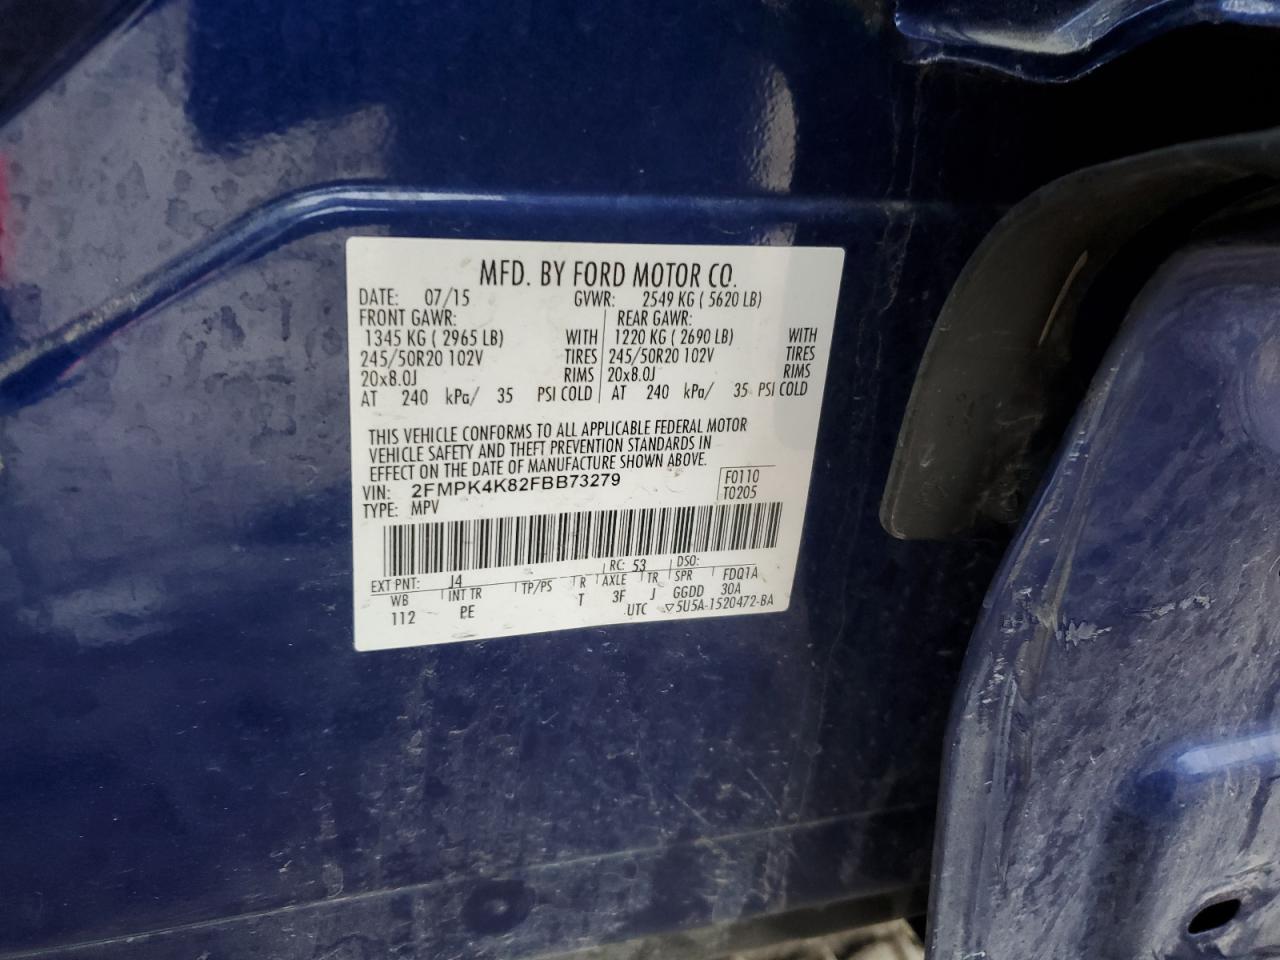 MFD. BY FORD MOTOR CO.
DATE: 07/15 GVWR: 2549 KG ( 5620 LB)
FRONT GAWR: REAR GAWR:
1345 KG ( 2965 LB) WITH 1220 KG ( 2690 LB) WITH
245/50R20 102V TIRES 245/50R20 102V TIRES
20x8.0J RIMS 20x8.0J RIMS
AT 240 kPa/ 35 PSI COLD AT 240 kPa/ 35 PSI COLD
THIS VEHICLE CONFORMS TO ALL APPLICABLE FEDERAL MOTOR
VEHICLE SAFETY AND THEFT PREVENTION STANDARDS IN
EFFECT ON THE DATE OF MANUFACTURE SHOWN ABOVE.
VIN: 2FMPK4K82FBB73279 F0110
TYPE: MPV T0205
EXT PNT: J4 RC: 53 DSO:
WB INT TR TP/PS R AXLE TR SPR FDQ1A
112 PE T 3F J GGDD 30A
UTC ▽5U5A-1520472-BA